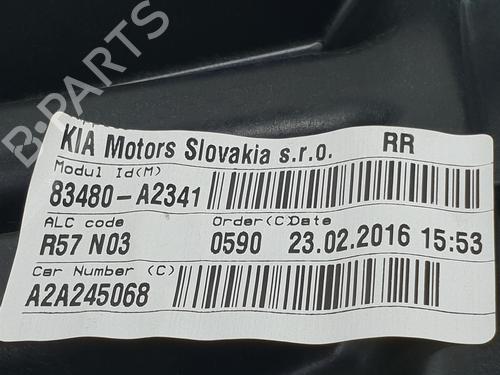 B-PARTS
KIA Motors Slovakia s.r.o. RR
Modul Id(M)
83480-A2341
ALC code Order(C)Date
R57 N03 0590 23.02.2016 15:53
Car Number (C)
A2A245068